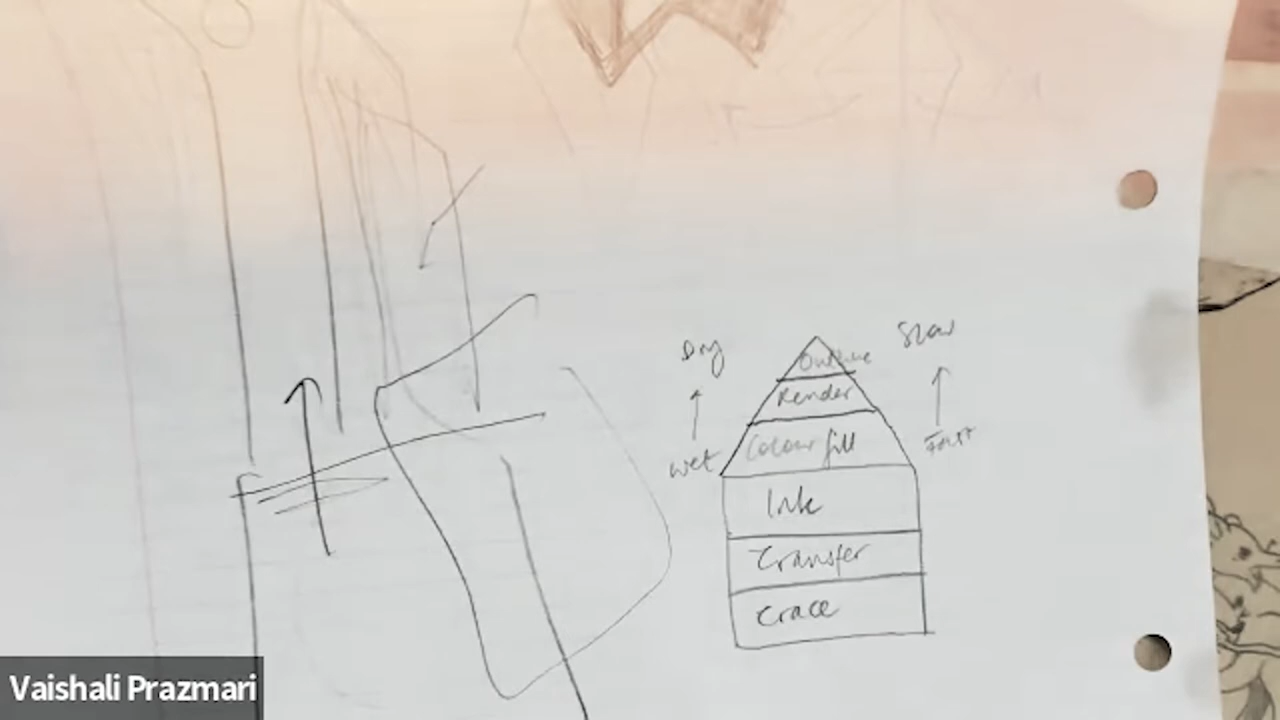 Dry
Slow
Outline
Render
Colour fill
Wet
Fast
Ink
Transfer
Trace
Vaishali Prazmari